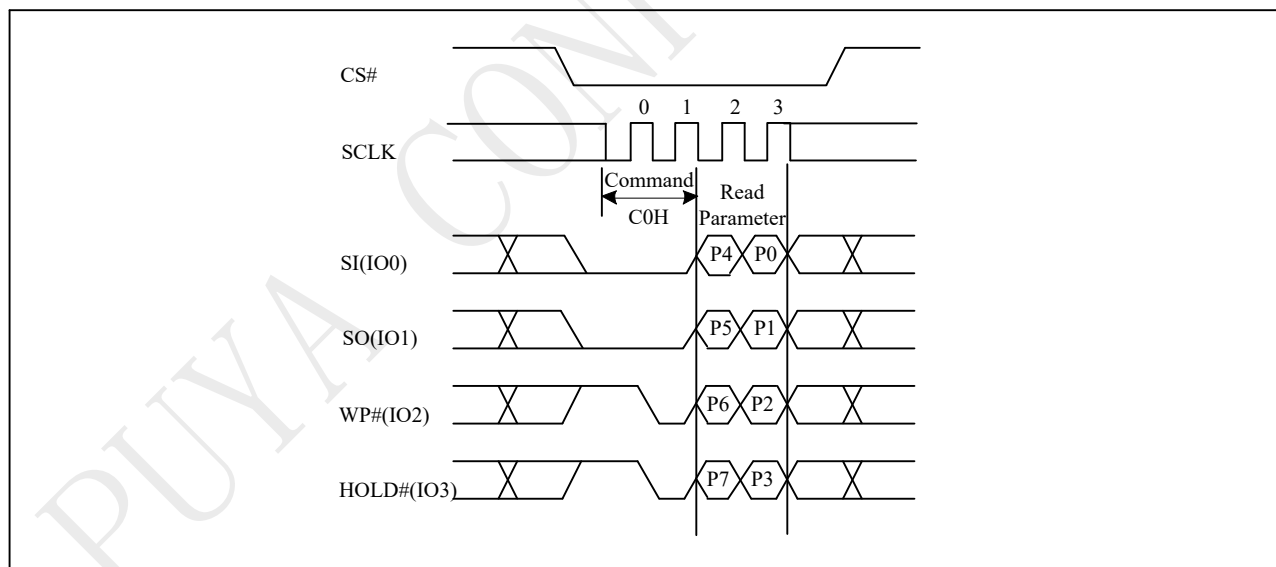 CS#
0 1 2 3
SCLK
Command
C0H
Read
Parameter
SI(IO0)
P4 P0
SO(IO1)
P5 P1
WP#(IO2)
P6 P2
HOLD#(IO3)
P7 P3
PUYA CONF